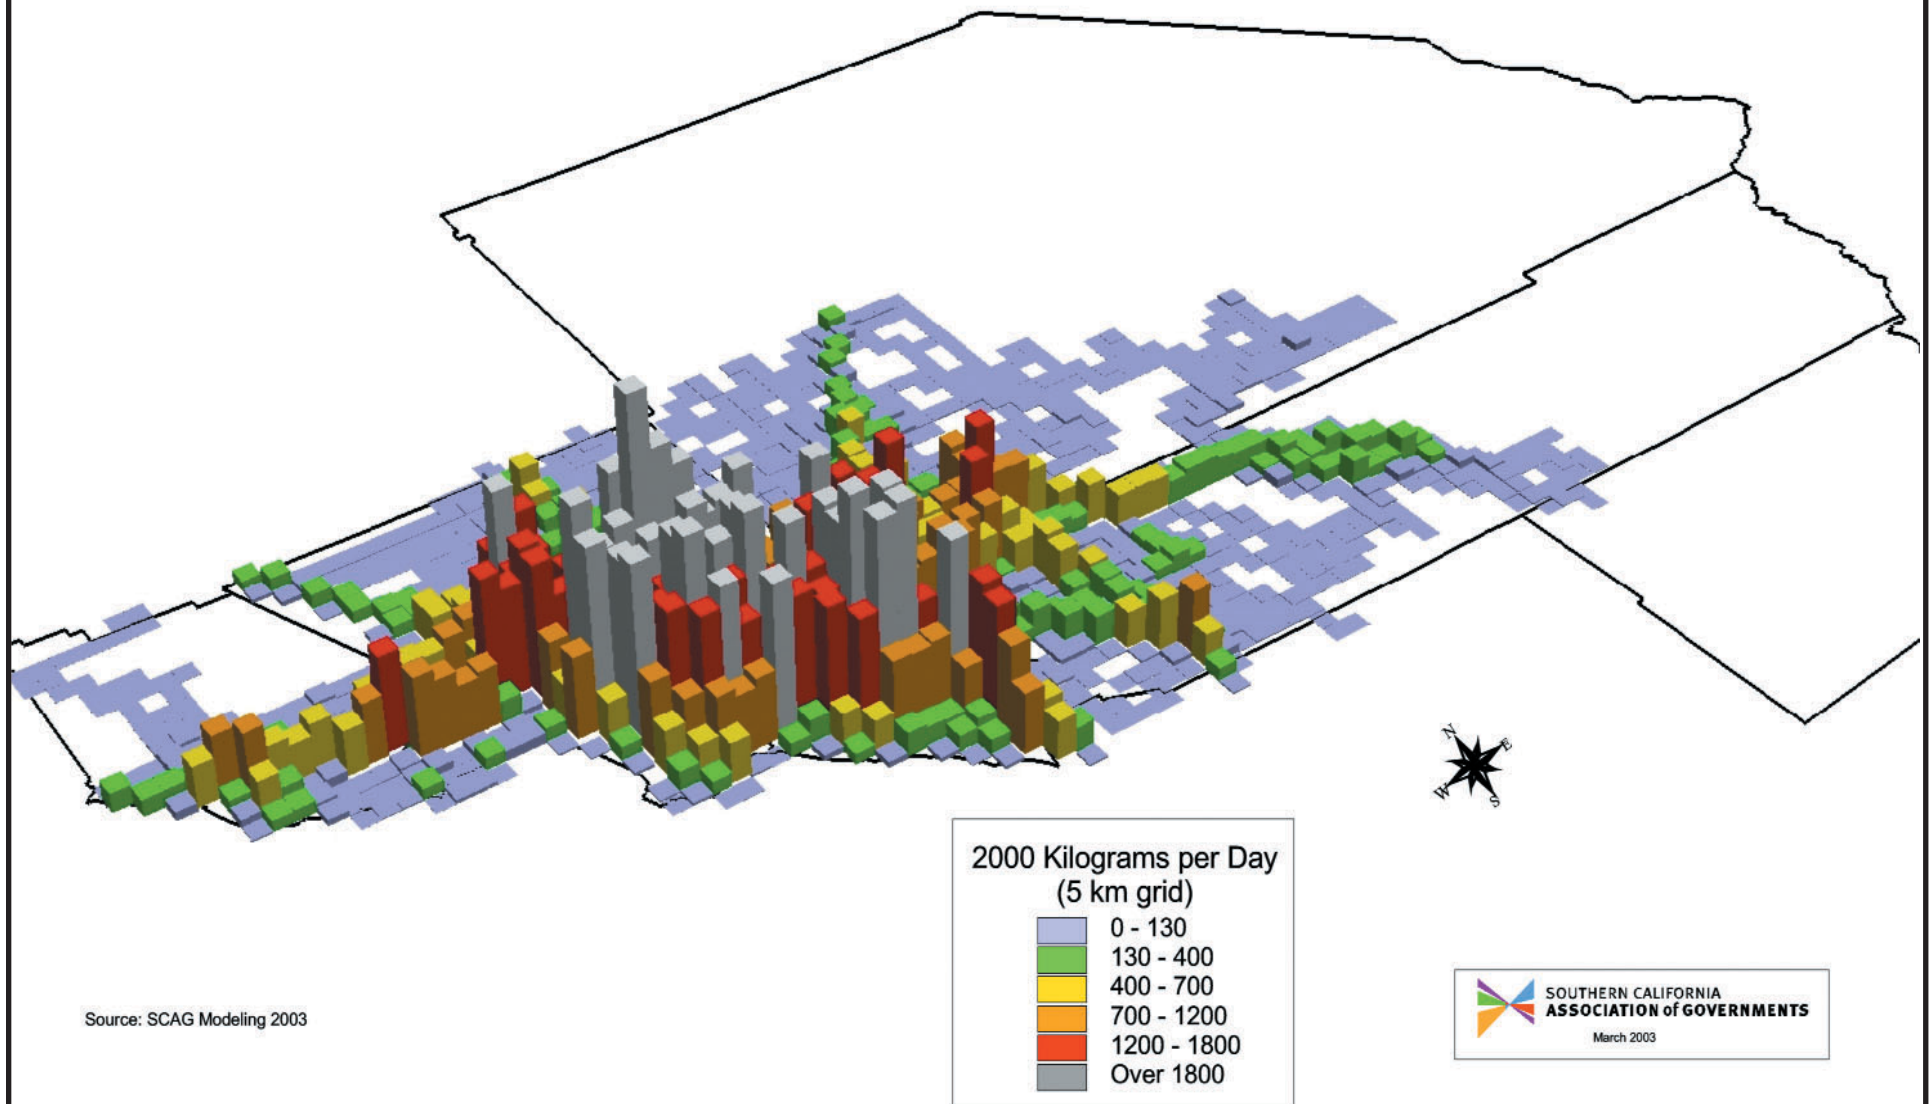 N
E
W
S
2000 Kilograms per Day
(5 km grid)
0 - 130
130 - 400
400 - 700
700 - 1200
1200 - 1800
Over 1800
Source: SCAG Modeling 2003
SOUTHERN CALIFORNIA
ASSOCIATION of GOVERNMENTS
March 2003